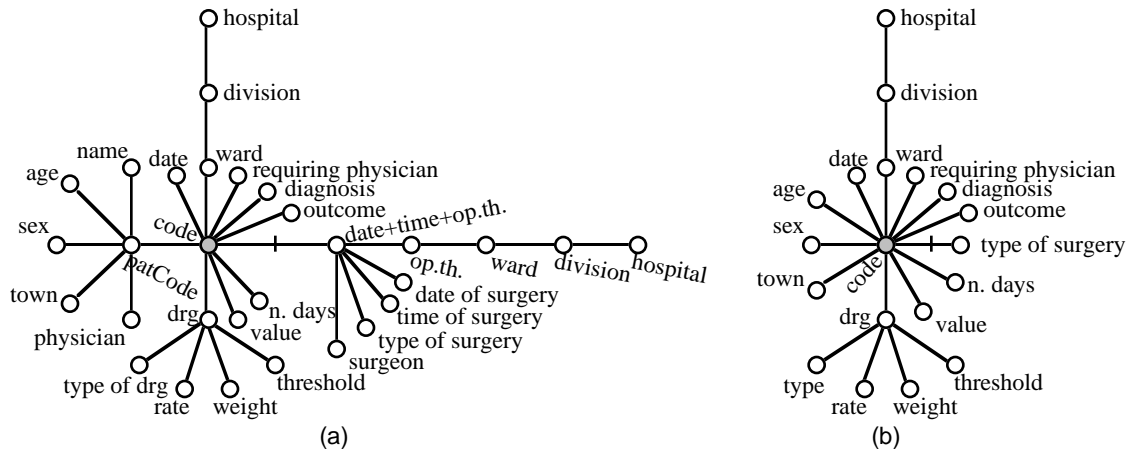 hospital
division
name
date
ward
requiring physician
diagnosis
outcome
age
code
date+time+op.th.
sex
patCode
op.th.
ward
division
hospital
town
physician
drg
n. days
value
date of surgery
time of surgery
type of surgery
surgeon
type of drg
rate
weight
threshold
(a)
hospital
division
date
ward
requiring physician
diagnosis
outcome
age
sex
type of surgery
town
code
n. days
drg
value
type
rate
weight
threshold
(b)